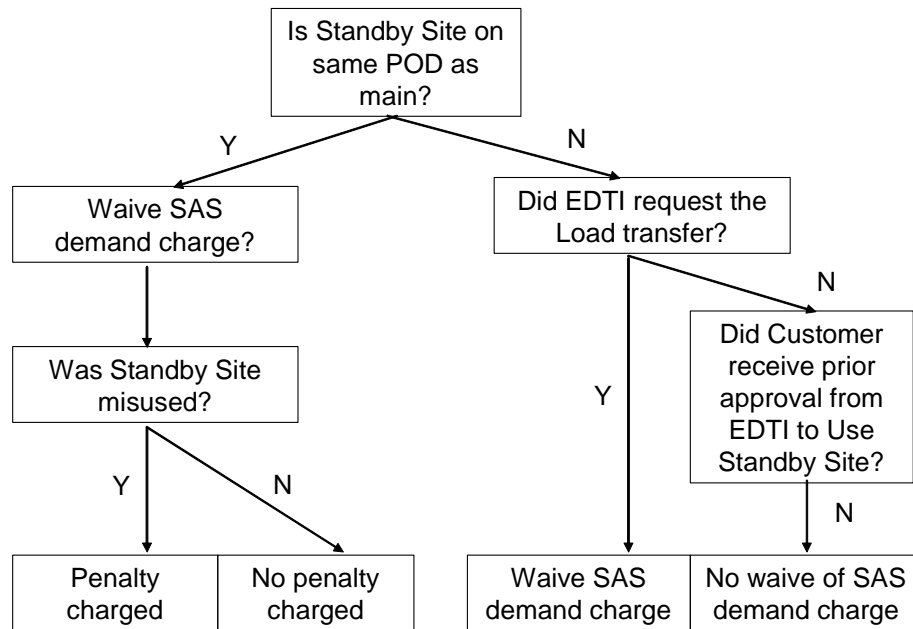 Is Standby Site on
same POD as
main?
Y
N
Waive SAS
demand charge?
Did EDTI request the
Load transfer?
N
Was Standby Site
misused?
Did Customer
receive prior
approval from
EDTI to Use
Standby Site?
Y
Y
N
N
Penalty
charged
No penalty
charged
Waive SAS
demand charge
No waive of SAS
demand charge